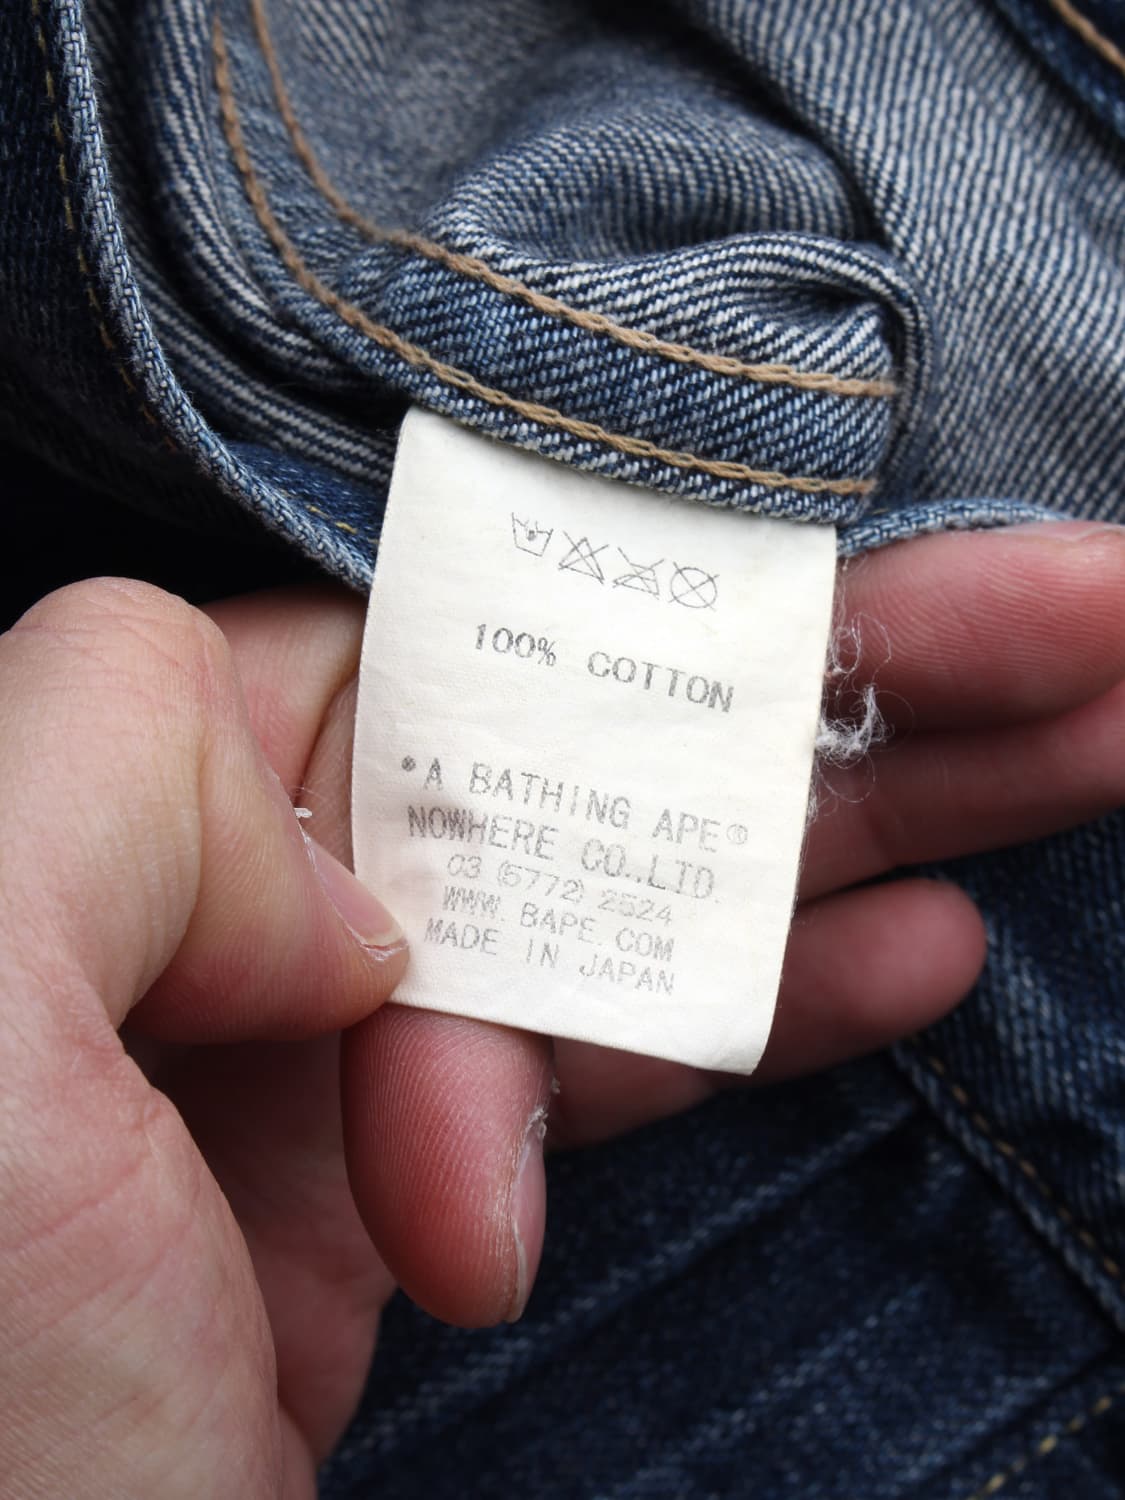 100% COTTON
•A BATHING APE®
NOWHERE CO.,LTD.
03 (5772) 2524
WWW. BAPE. COM
MADE IN JAPAN